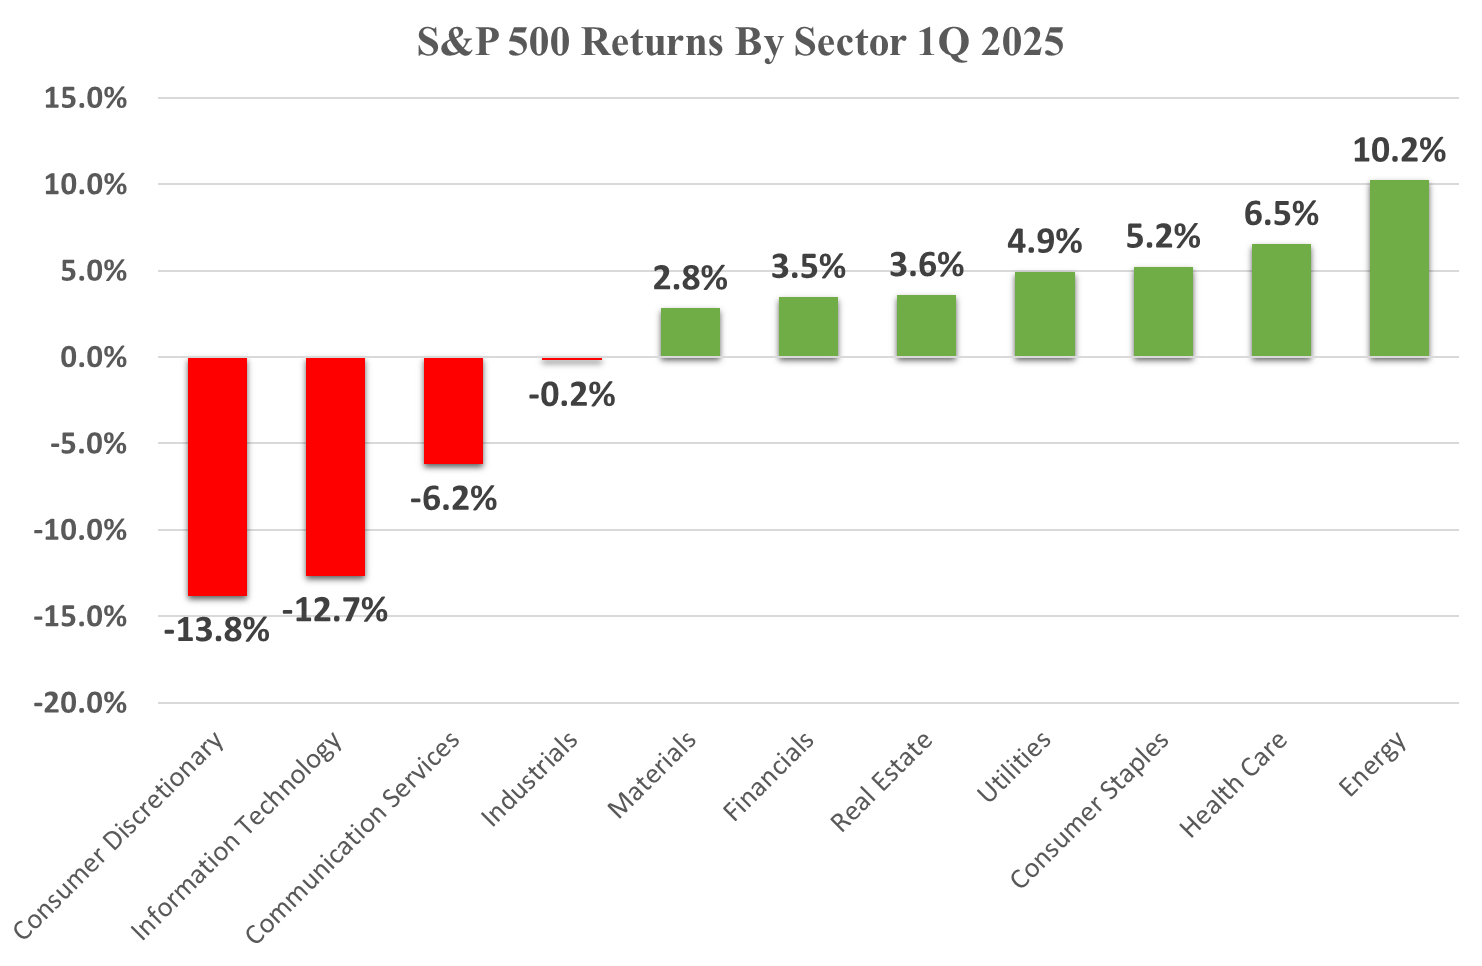 S&P 500 Returns By Sector 1Q 2025
15.0%
10.0%
5.0%
0.0%
-5.0%
-10.0%
-15.0%
-20.0%
-13.8%
-12.7%
-6.2%
-0.2%
2.8%
3.5%
3.6%
4.9%
5.2%
6.5%
10.2%
Consumer Discretionary
Information Technology
Communication Services
Industrials
Materials
Financials
Real Estate
Utilities
Consumer Staples
Health Care
Energy